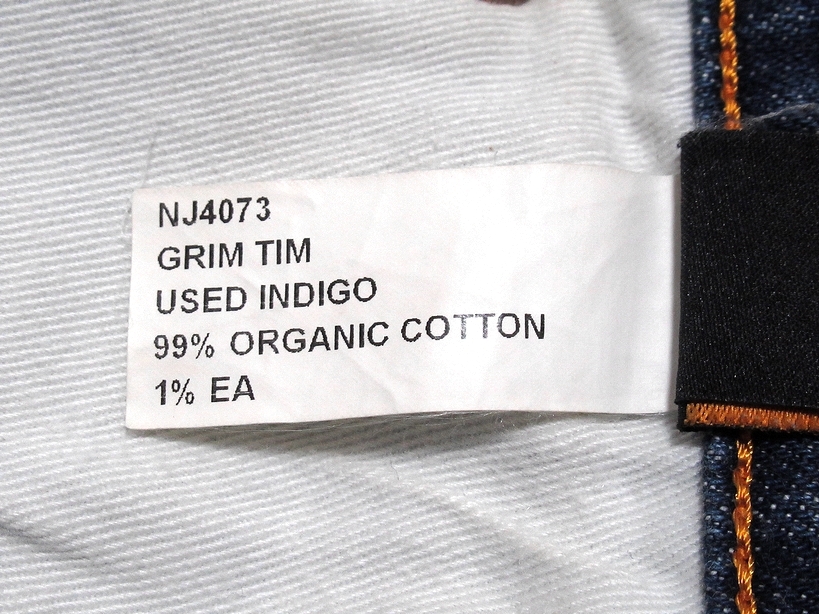 NJ4073
GRIM TIM
USED INDIGO
99% ORGANIC COTTON
1% EA